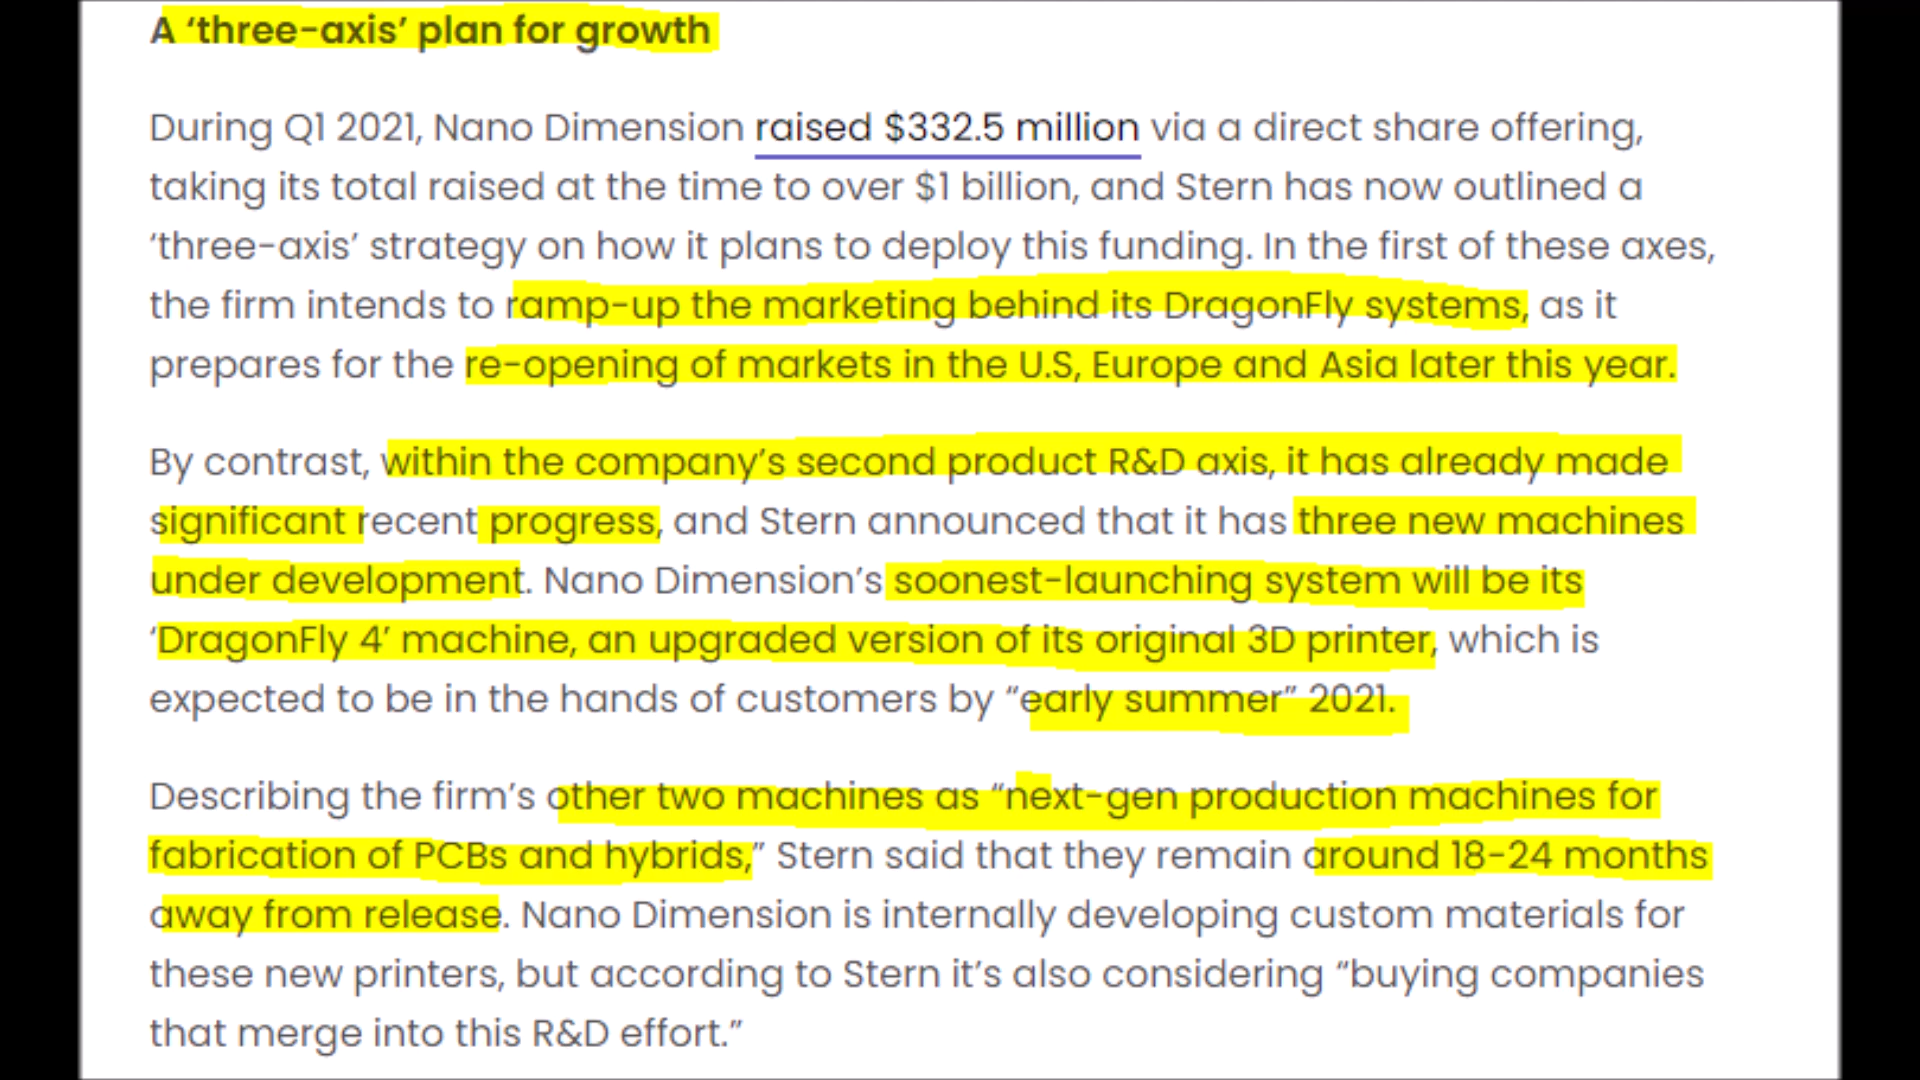 A ‘three-axis’ plan for growth
During Q1 2021, Nano Dimension raised $332.5 million via a direct share offering,
taking its total raised at the time to over $1 billion, and Stern has now outlined a
‘three-axis’ strategy on how it plans to deploy this funding. In the first of these axes,
the firm intends to ramp-up the marketing behind its DragonFly systems, as it
prepares for the re-opening of markets in the U.S, Europe and Asia later this year.
By contrast, within the company’s second product R&D axis, it has already made
significant recent progress, and Stern announced that it has three new machines
under development. Nano Dimension’s soonest-launching system will be its
‘DragonFly 4’ machine, an upgraded version of its original 3D printer, which is
expected to be in the hands of customers by “early summer” 2021.
Describing the firm’s other two machines as “next-gen production machines for
fabrication of PCBs and hybrids,” Stern said that they remain around 18-24 months
away from release. Nano Dimension is internally developing custom materials for
these new printers, but according to Stern it’s also considering “buying companies
that merge into this R&D effort.”